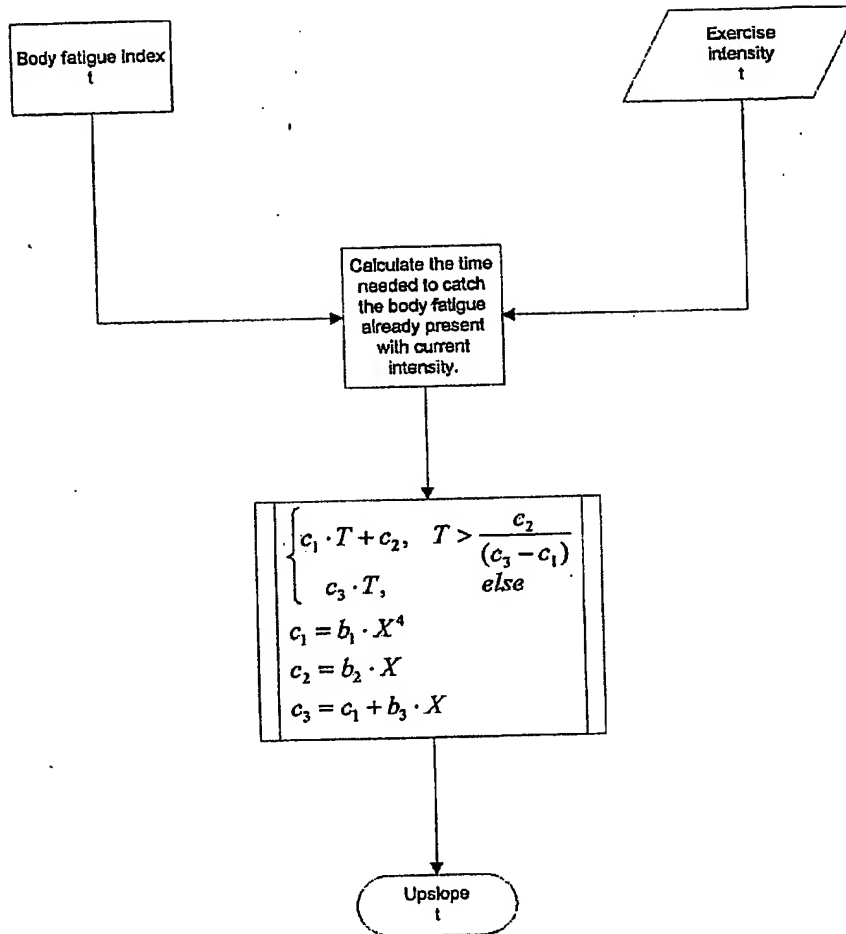 Body fatigue index
t
Exercise
intensity
t
Calculate the time
needed to catch
the body fatigue
already present
with current
intensity.
c₁ · T + c₂, T > c₂ / (c₃ − c₁)
c₃ · T, else
c₁ = b₁ · X⁴
c₂ = b₂ · X
c₃ = c₁ + b₃ · X
Upslope
t